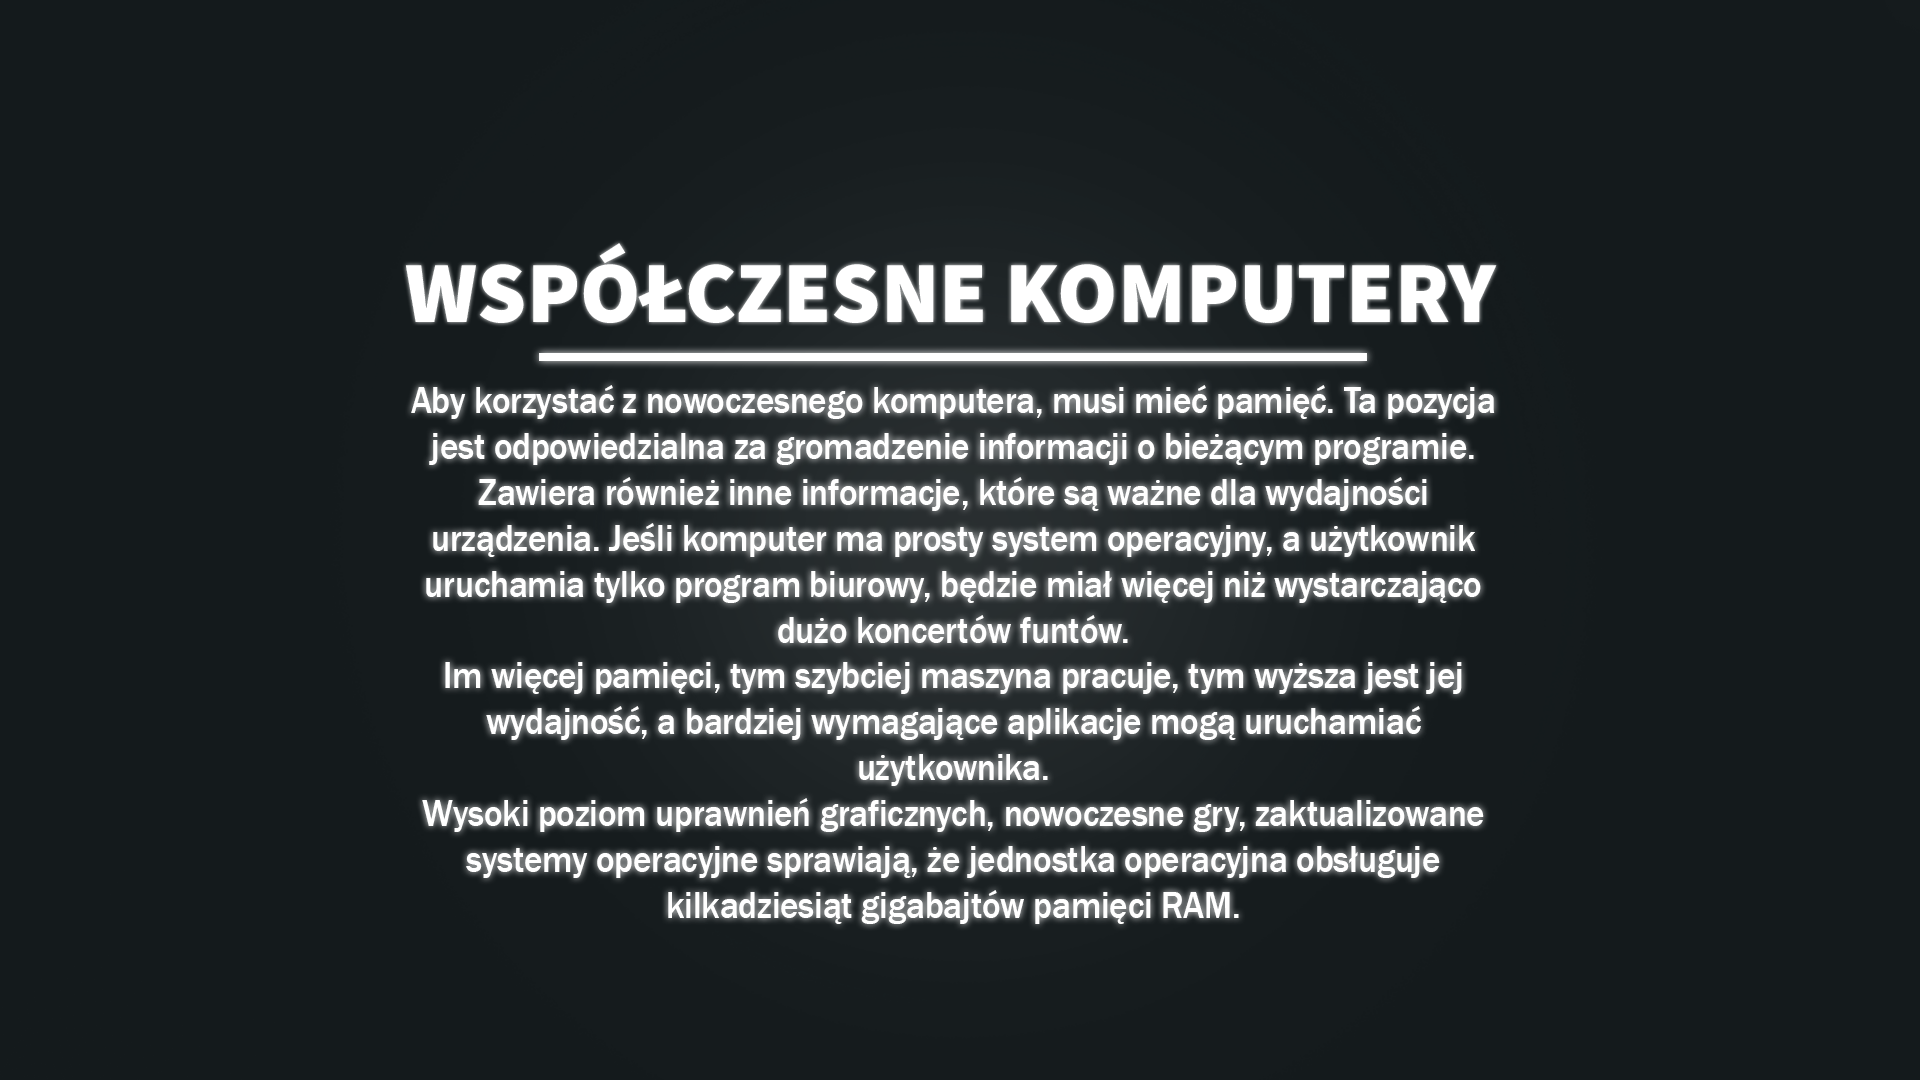 WSPÓŁCZESNE KOMPUTERY
Aby korzystać z nowoczesnego komputera, musi mieć pamięć. Ta pozycja
jest odpowiedzialna za gromadzenie informacji o bieżącym programie.
Zawiera również inne informacje, które są ważne dla wydajności
urządzenia. Jeśli komputer ma prosty system operacyjny, a użytkownik
uruchamia tylko program biurowy, będzie miał więcej niż wystarczająco
dużo koncertów funtów.
Im więcej pamięci, tym szybciej maszyna pracuje, tym wyższa jest jej
wydajność, a bardziej wymagające aplikacje mogą uruchamiać
użytkownika.
Wysoki poziom uprawnień graficznych, nowoczesne gry, zaktualizowane
systemy operacyjne sprawiają, że jednostka operacyjna obsługuje
kilkadziesiąt gigabajtów pamięci RAM.